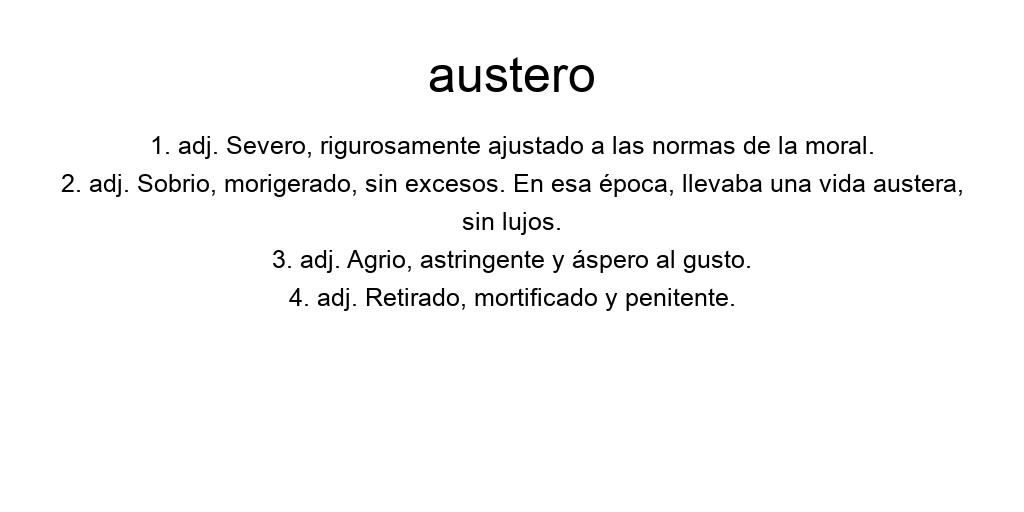 austero
1. adj. Severo, rigurosamente ajustado a las normas de la moral.
2. adj. Sobrio, morigerado, sin excesos. En esa época, llevaba una vida austera,
sin lujos.
3. adj. Agrio, astringente y áspero al gusto.
4. adj. Retirado, mortificado y penitente.